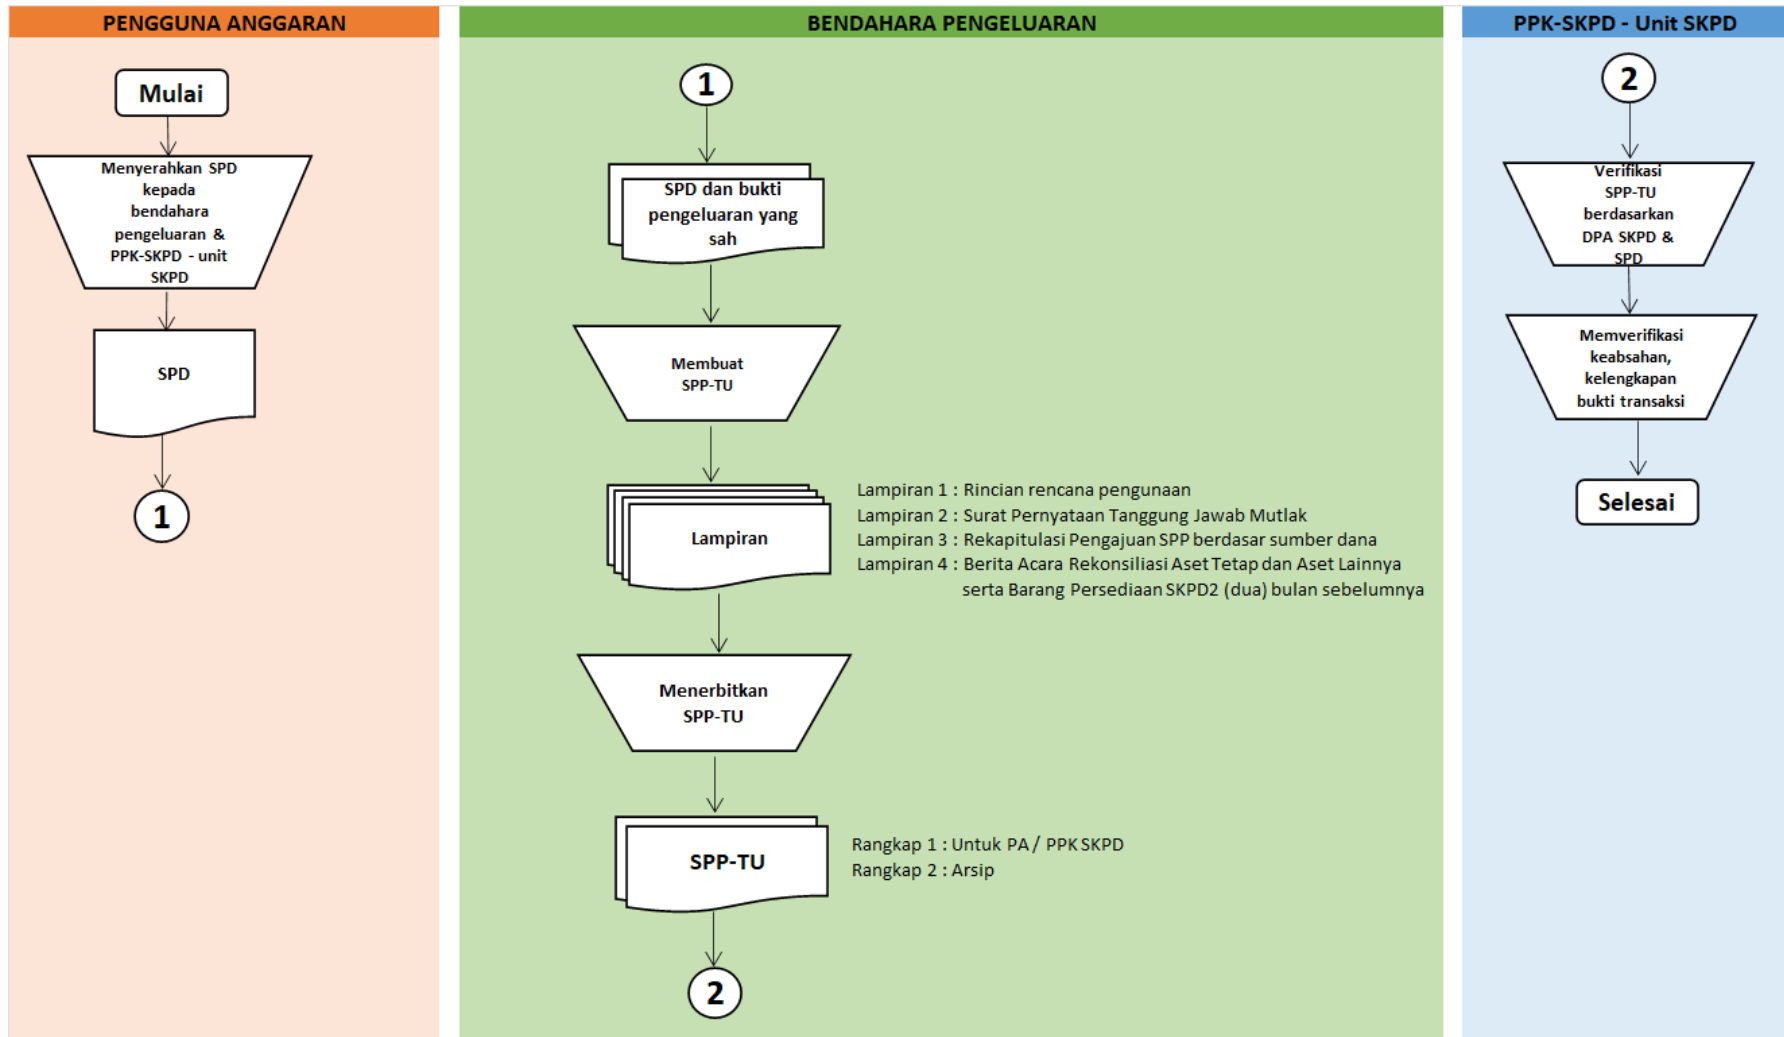 PENGGUNA ANGGARAN
Mulai
Menyerahkan SPD
kepada
bendahara
pengeluaran &
PPK-SKPD - unit
SKPD
SPD
1
BENDAHARA PENGELUARAN
1
SPD dan bukti
pengeluaran yang
sah
Membuat
SPP-TU
Lampiran
Lampiran 1 : Rincian rencana pengunaan
Lampiran 2 : Surat Pernyataan Tanggung Jawab Mutlak
Lampiran 3 : Rekapitulasi Pengajuan SPP berdasar sumber dana
Lampiran 4 : Berita Acara Rekonsiliasi Aset Tetap dan Aset Lainnya
serta Barang Persediaan SKPD2 (dua) bulan sebelumnya
Menerbitkan
SPP-TU
SPP-TU
Rangkap 1 : Untuk PA / PPK SKPD
Rangkap 2 : Arsip
2
PPK-SKPD - Unit SKPD
2
Verifikasi
SPP-TU
berdasarkan
DPA SKPD &
SPD
Memverifikasi
keabsahan,
kelengkapan
bukti transaksi
Selesai